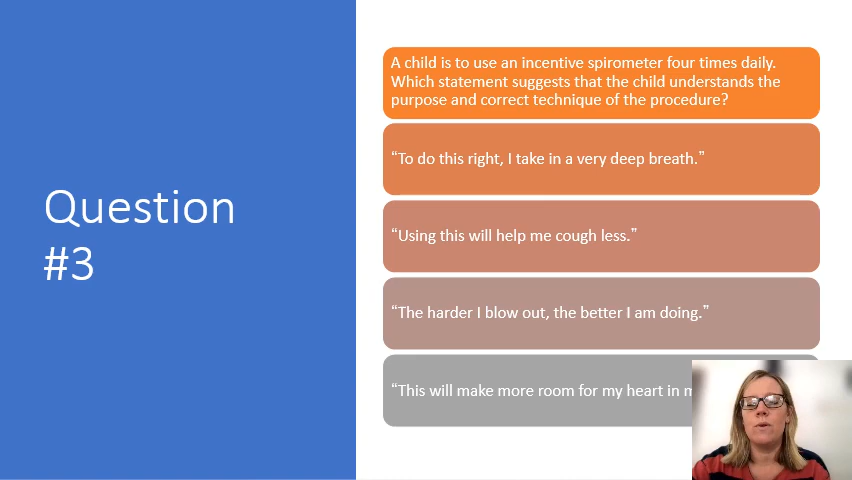 Question
#3
A child is to use an incentive spirometer four times daily.
Which statement suggests that the child understands the
purpose and correct technique of the procedure?
“To do this right, I take in a very deep breath.”
“Using this will help me cough less.”
“The harder I blow out, the better I am doing.”
“This will make more room for my heart in